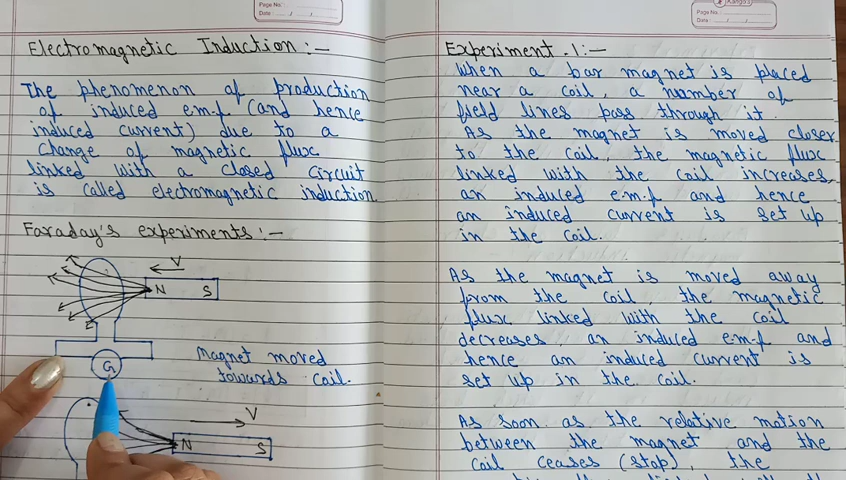 Page No.:
Date: / /
Electromagnetic Induction :-
The phenomenon of production
of induced e.m.f (and hence
induced current) due to a
change of magnetic flux
linked with a closed circuit
is called electromagnetic induction.
Faraday's experiments :-
V
N S
G
Magnet moved
towards coil.
V
N S
Page No.:
Date: / /
Experiment .1:-
When a bar magnet is placed
near a coil, a number of
field lines pass through it.
As the magnet is moved closer
to the coil, the magnetic flux
linked with the coil increases,
an induced e.m.f and hence
an induced current is set up
in the coil.
As the magnet is moved away
from the coil, the magnetic
flux linked with the coil
decreases, an induced e.m.f and
hence an induced current is
set up in the coil.
As soon as the relative motion
between the magnet and the
coil ceases (stop), the